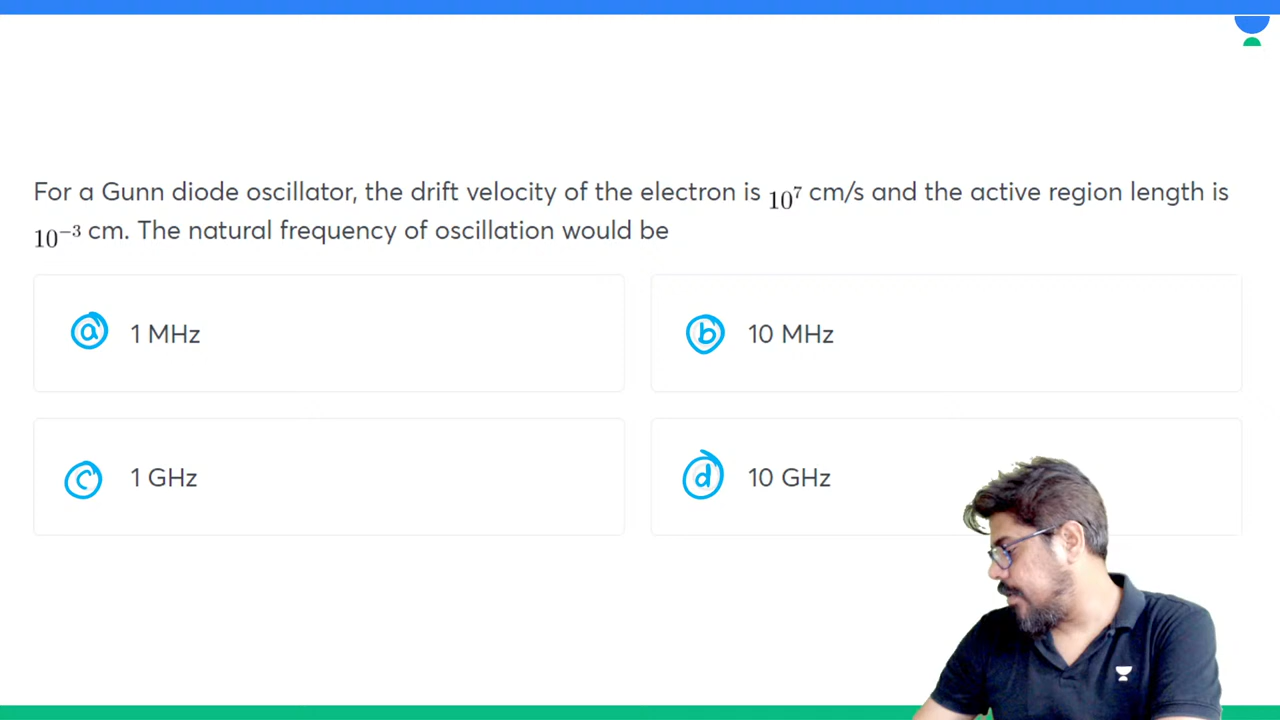 For a Gunn diode oscillator, the drift velocity of the electron is 10⁷ cm/s and the active region length is
10⁻³ cm. The natural frequency of oscillation would be
a 1 MHz
b 10 MHz
c 1 GHz
d 10 GHz